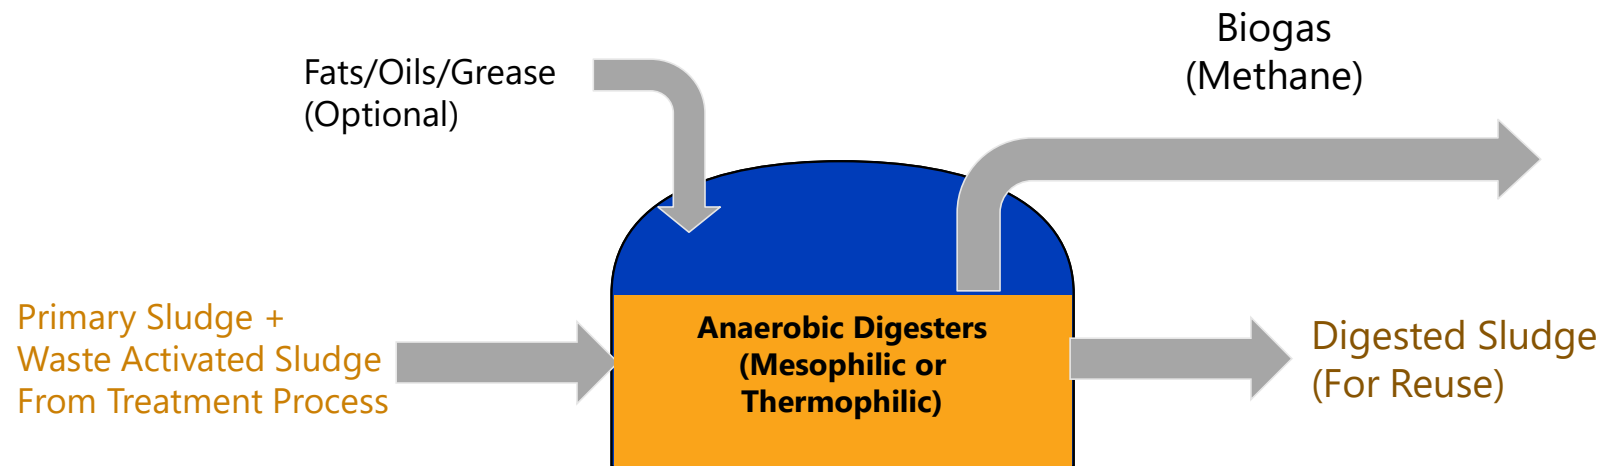 Fats/Oils/Grease
(Optional)
Biogas
(Methane)
Primary Sludge +
Waste Activated Sludge
From Treatment Process
Anaerobic Digesters
(Mesophilic or
Thermophilic)
Digested Sludge
(For Reuse)